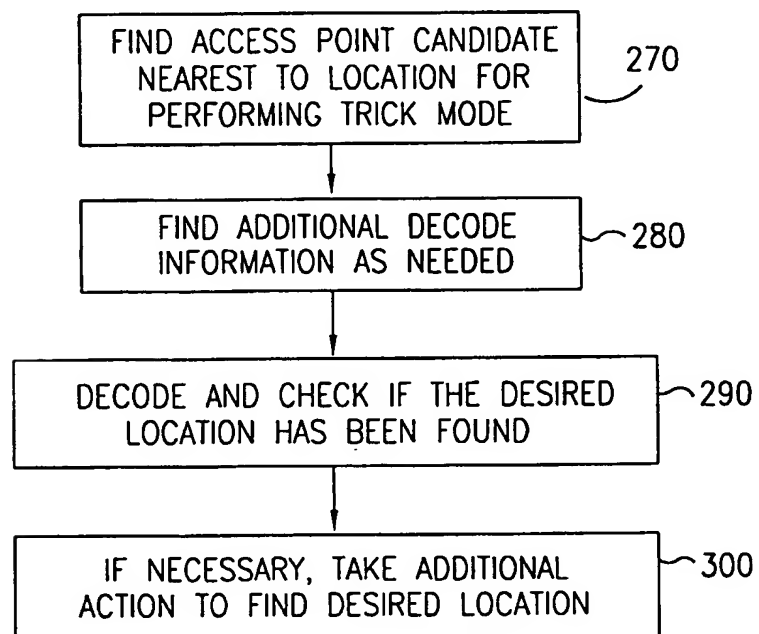 FIND ACCESS POINT CANDIDATE
NEAREST TO LOCATION FOR
PERFORMING TRICK MODE
270
FIND ADDITIONAL DECODE
INFORMATION AS NEEDED
280
DECODE AND CHECK IF THE DESIRED
LOCATION HAS BEEN FOUND
290
IF NECESSARY, TAKE ADDITIONAL
ACTION TO FIND DESIRED LOCATION
300